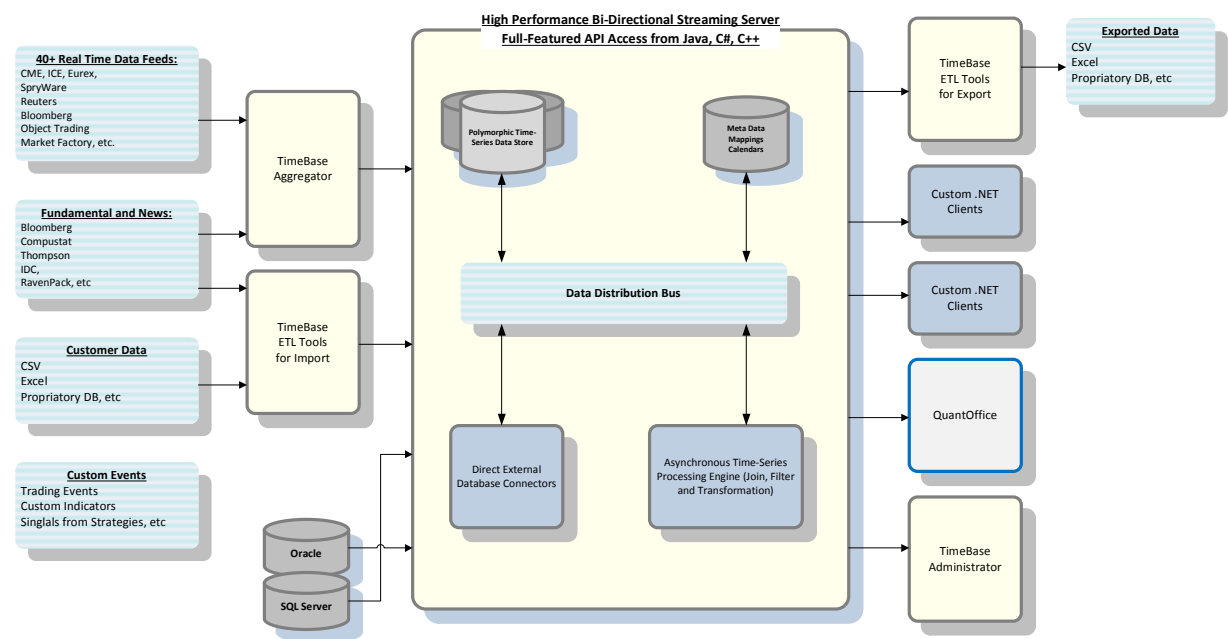 High Performance Bi-Directional Streaming Server
Full-Featured API Access from Java, C#, C++
40+ Real Time Data Feeds:
CME, ICE, Eurex,
SpryWare
Reuters
Bloomberg
Object Trading
Market Factory, etc.
Fundamental and News:
Bloomberg
Compustat
Thompson
IDC,
RavenPack, etc
Customer Data
CSV
Excel
Propriatory DB, etc
Custom Events
Trading Events
Custom Indicators
Singlals from Strategies, etc
TimeBase
Aggregator
TimeBase
ETL Tools
for Import
Oracle
SQL Server
Polymorphic Time-
Series Data Store
Meta Data
Mappings
Calendars
Data Distribution Bus
Direct External
Database Connectors
Asynchronous Time-Series
Processing Engine (Join, Filter
and Transformation)
TimeBase
ETL Tools
for Export
Custom .NET
Clients
Custom .NET
Clients
QuantOffice
TimeBase
Administrator
Exported Data
CSV
Excel
Propriatory DB, etc